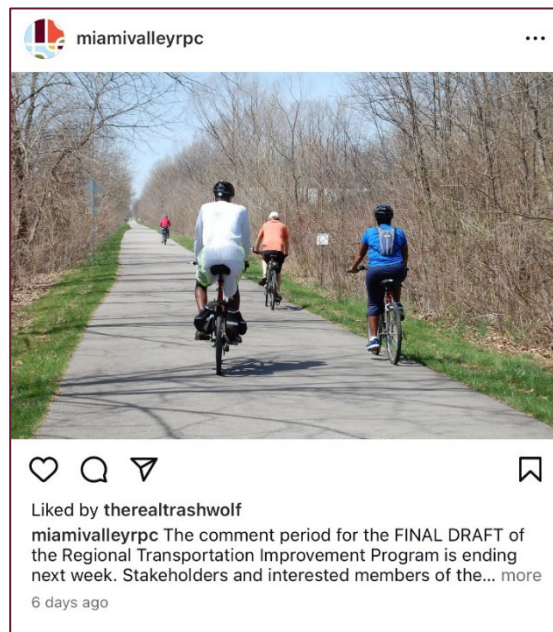 miamivalleyrpc
Liked by therealtrashwolf
miamivalleyrpc The comment period for the FINAL DRAFT of
the Regional Transportation Improvement Program is ending
next week. Stakeholders and interested members of the... more
6 days ago